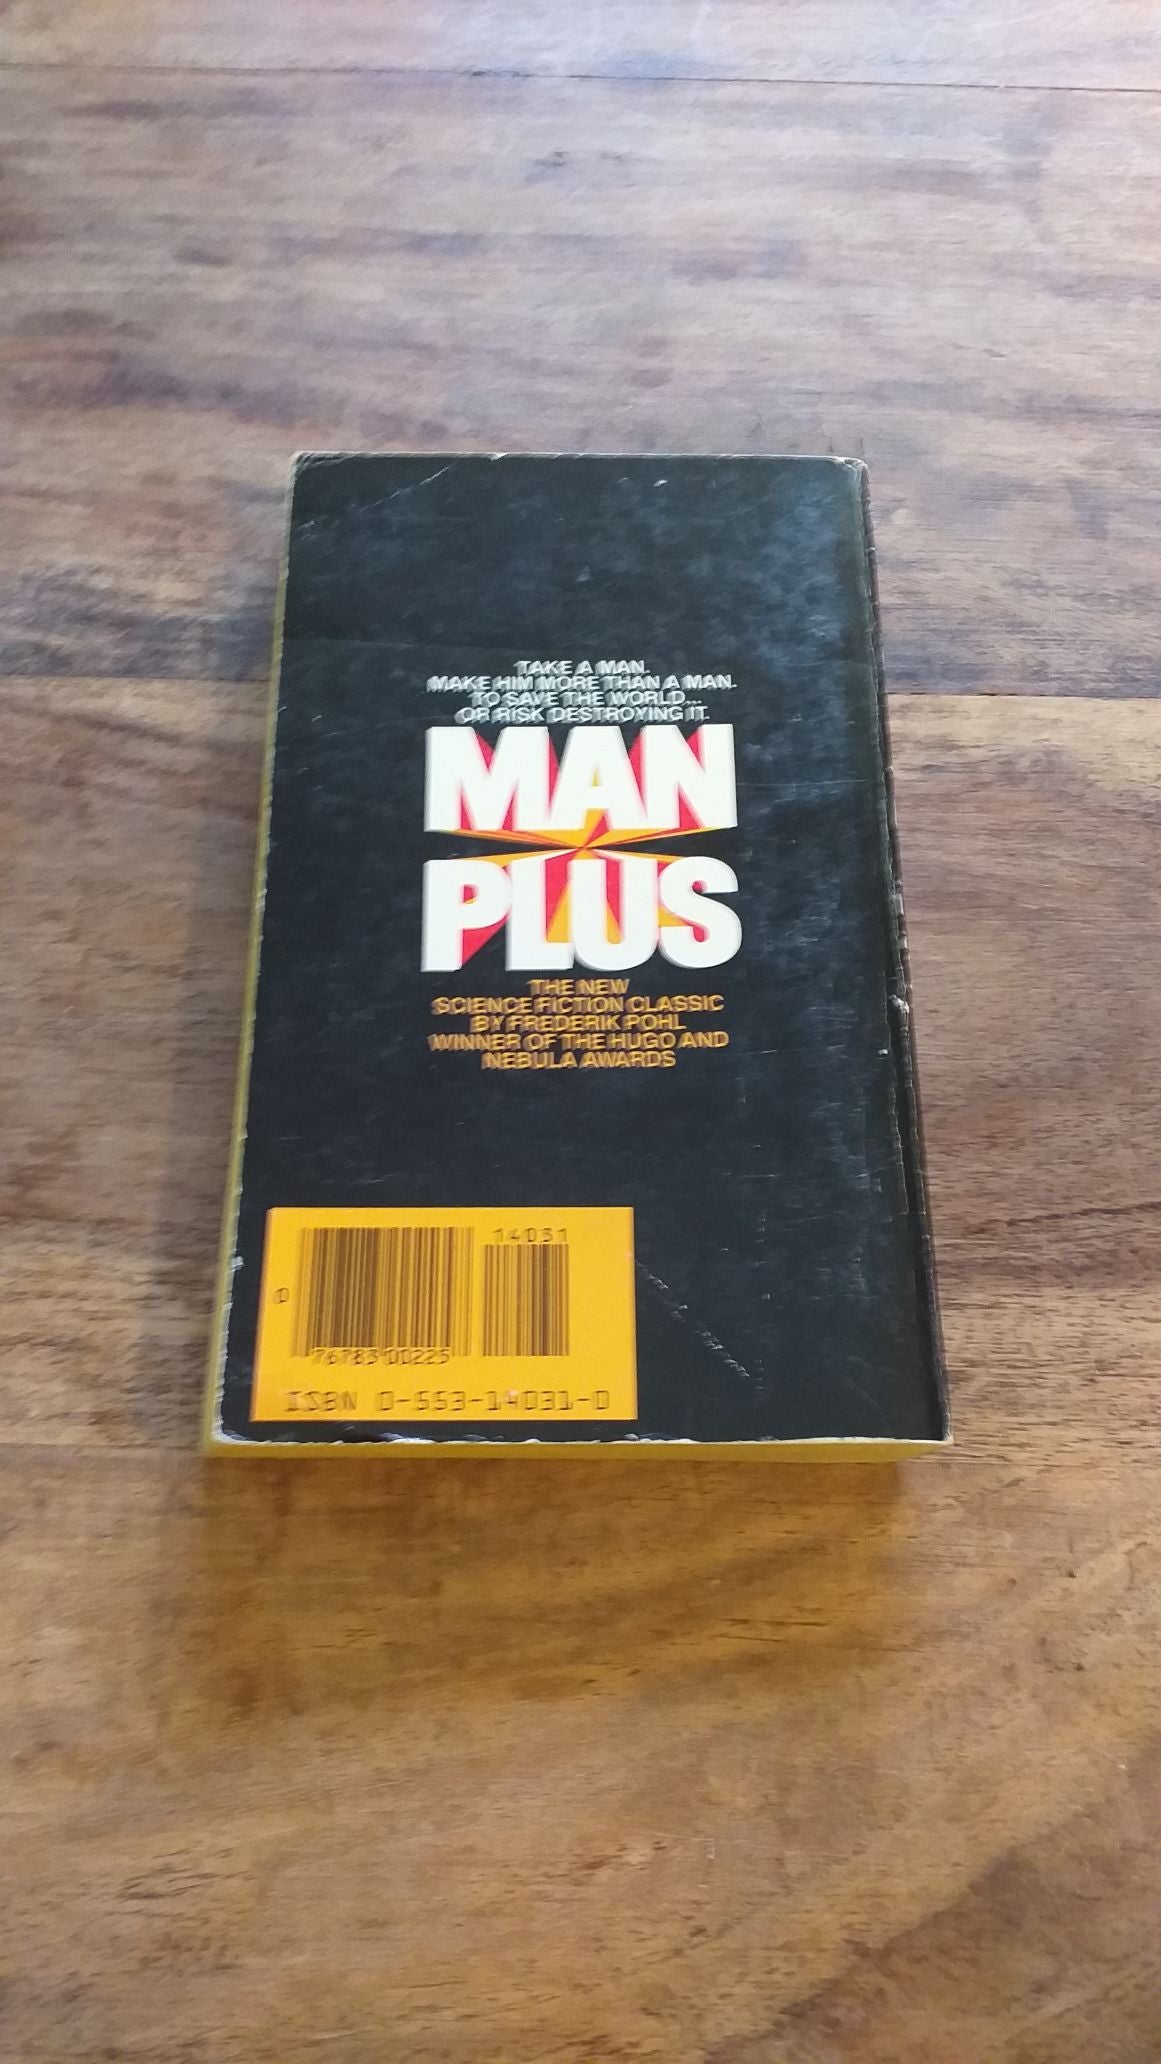 TAKE A MAN.
MAKE HIM MORE THAN A MAN.
TO SAVE THE WORLD...
OR RISK DESTROYING IT.
MAN
PLUS
THE NEW
SCIENCE FICTION CLASSIC
BY FREDERIK POHL
WINNER OF THE HUGO AND
NEBULA AWARDS
14031
0
76783 00225
ISBN 0-553-14031-0